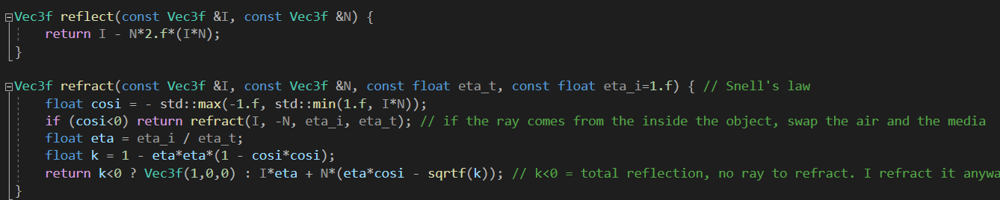 Vec3f reflect(const Vec3f &I, const Vec3f &N) {
    return I - N*2.f*(I*N);
}
Vec3f refract(const Vec3f &I, const Vec3f &N, const float eta_t, const float eta_i=1.f) { // Snell's law
    float cosi = - std::max(-1.f, std::min(1.f, I*N));
    if (cosi<0) return refract(I, -N, eta_i, eta_t); // if the ray comes from the inside the object, swap the air and the media
    float eta = eta_i / eta_t;
    float k = 1 - eta*eta*(1 - cosi*cosi);
    return k<0 ? Vec3f(1,0,0) : I*eta + N*(eta*cosi - sqrtf(k)); // k<0 = total reflection, no ray to refract. I refract it anywa
}